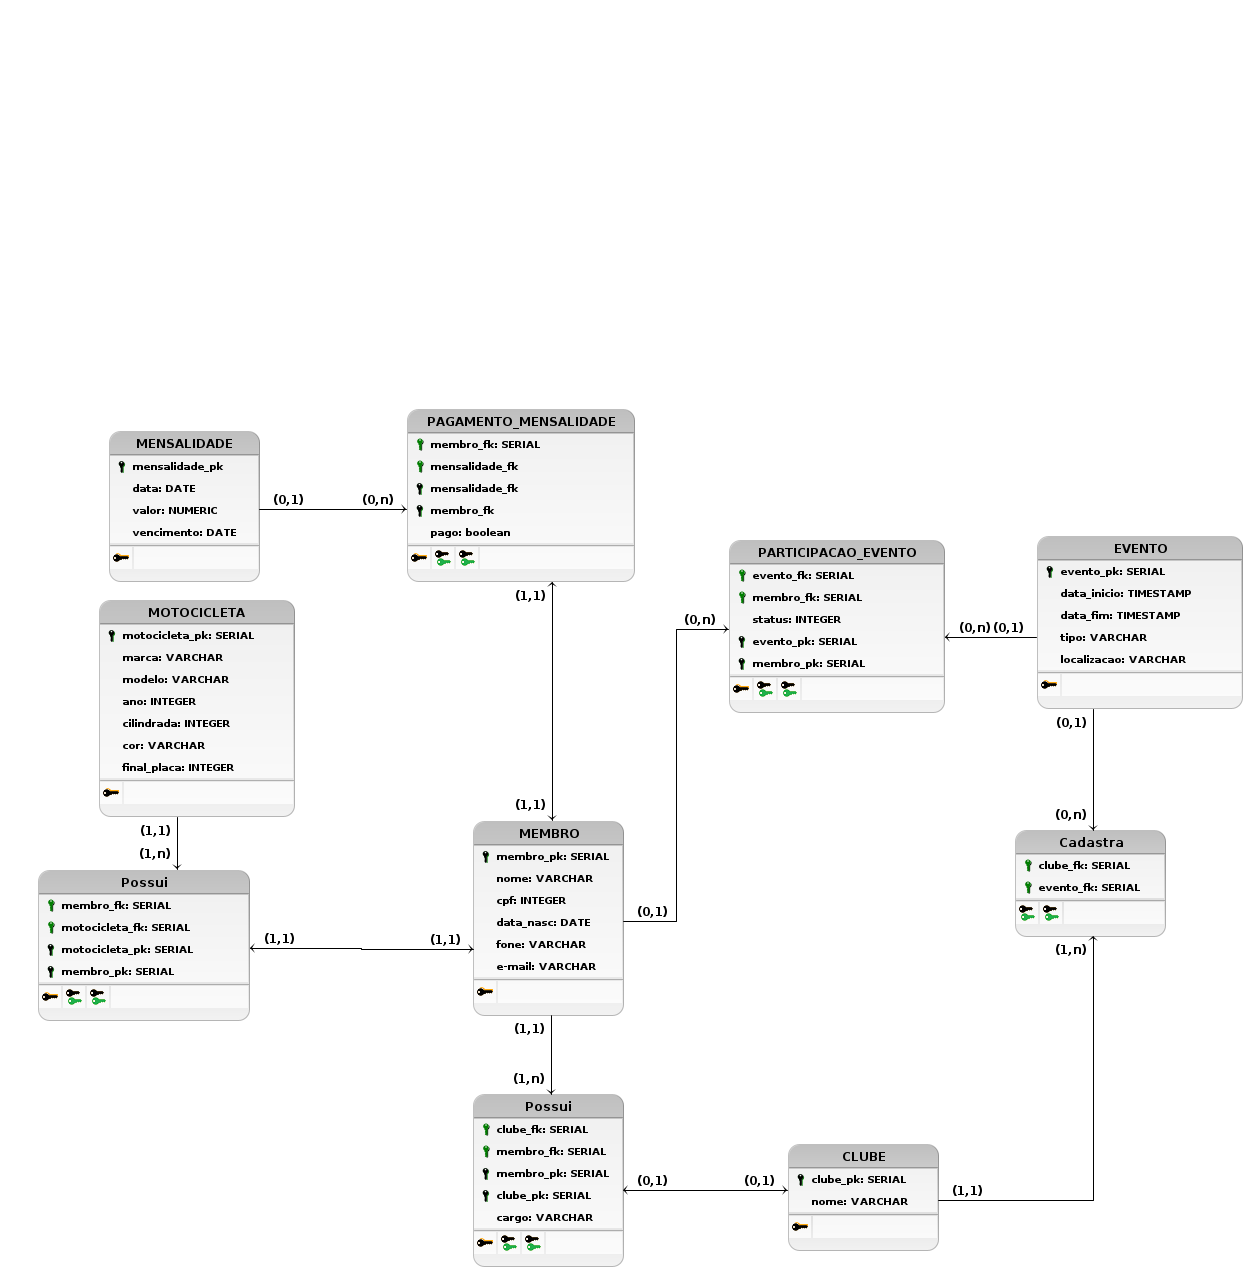 PAGAMENTO_MENSALIDADE
membro_fk: SERIAL
mensalidade_fk
mensalidade_fk
membro_fk
pago: boolean
MENSALIDADE
mensalidade_pk
data: DATE
valor: NUMERIC
vencimento: DATE
(0,1)
(0,n)
(1,1)
(1,1)
MOTOCICLETA
motocicleta_pk: SERIAL
marca: VARCHAR
modelo: VARCHAR
ano: INTEGER
cilindrada: INTEGER
cor: VARCHAR
final_placa: INTEGER
(1,1)
(1,n)
PARTICIPACAO_EVENTO
evento_fk: SERIAL
membro_fk: SERIAL
status: INTEGER
evento_pk: SERIAL
membro_pk: SERIAL
(0,n)
(0,n) (0,1)
EVENTO
evento_pk: SERIAL
data_inicio: TIMESTAMP
data_fim: TIMESTAMP
tipo: VARCHAR
localizacao: VARCHAR
(0,1)
(0,n)
Possui
membro_fk: SERIAL
motocicleta_fk: SERIAL
motocicleta_pk: SERIAL
membro_pk: SERIAL
(1,1)
(1,1)
MEMBRO
membro_pk: SERIAL
nome: VARCHAR
cpf: INTEGER
data_nasc: DATE
fone: VARCHAR
e-mail: VARCHAR
(0,1)
(1,1)
(1,n)
Cadastra
clube_fk: SERIAL
evento_fk: SERIAL
(1,n)
Possui
clube_fk: SERIAL
membro_fk: SERIAL
membro_pk: SERIAL
clube_pk: SERIAL
cargo: VARCHAR
(0,1)
(0,1)
CLUBE
clube_pk: SERIAL
nome: VARCHAR
(1,1)